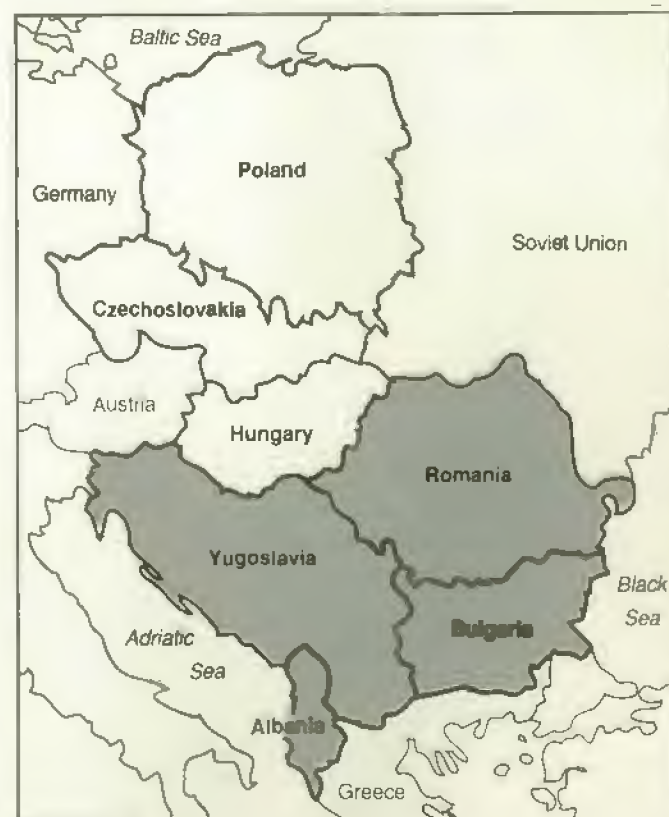 Baltic Sea
Poland
Germany
Soviet Union
Czechoslovakia
Austria
Hungary
Romania
Yugoslavia
Black
Sea
Bulgaria
Adriatic
Sea
Albania
Greece